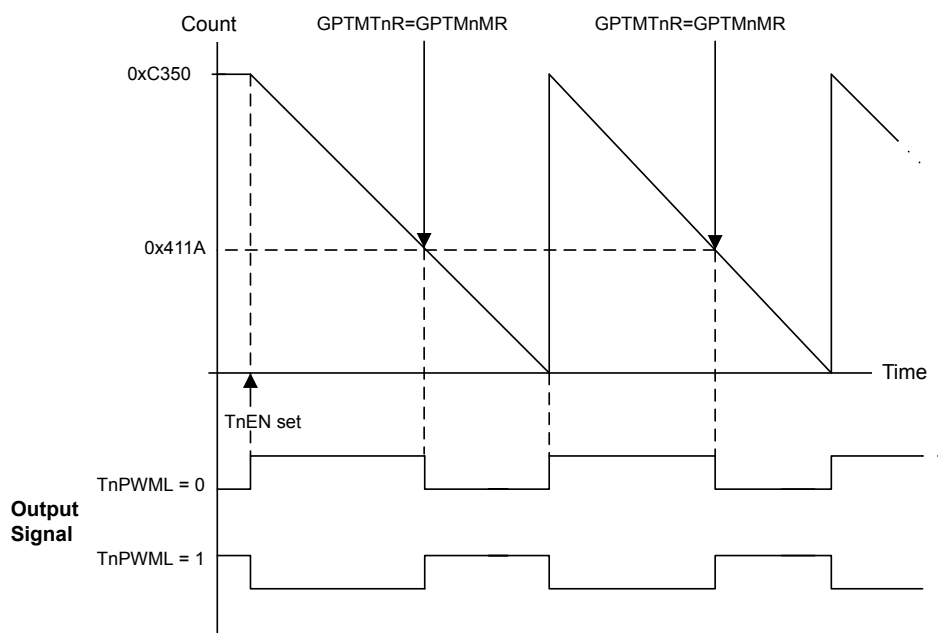 Count
GPTMTnR=GPTMnMR
GPTMTnR=GPTMnMR
0xC350
0x411A
Time
TnEN set
TnPWML = 0
Output
Signal
TnPWML = 1